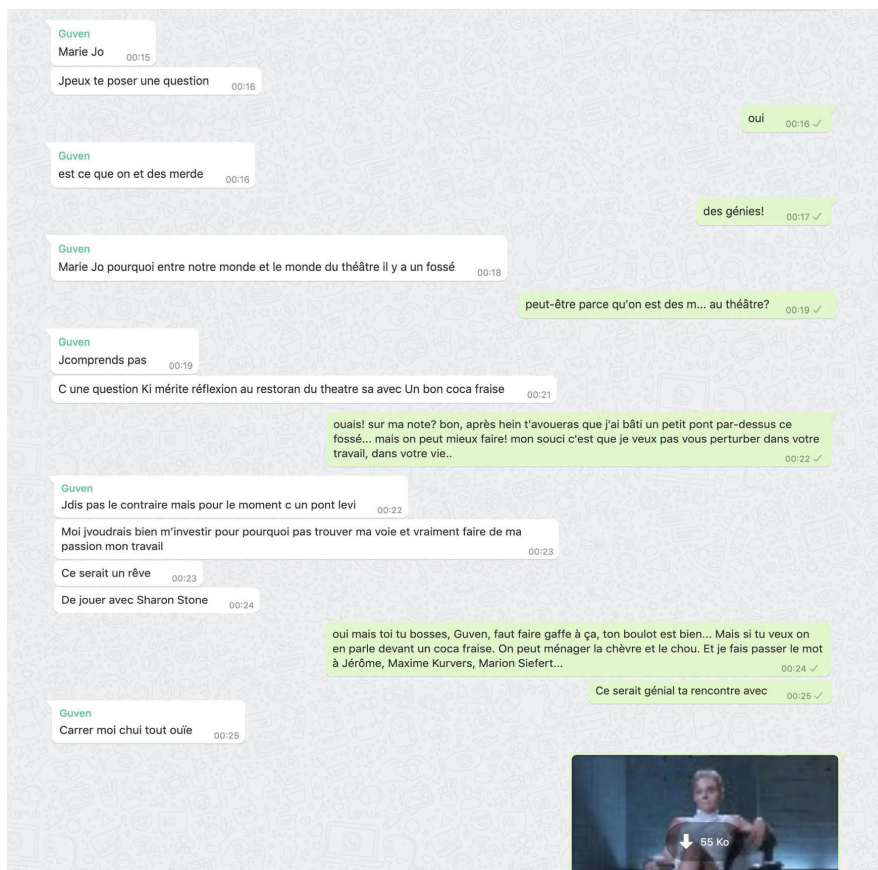 Guven
Marie Jo 00:15
Jpeux te poser une question 00:16
oui 00:16
Guven
est ce que on et des merde 00:16
des génies! 00:17
Guven
Marie Jo pourquoi entre notre monde et le monde du théâtre il y a un fossé 00:18
peut-être parce qu'on est des m... au théâtre? 00:19
Guven
Jcomprends pas 00:19
C une question Ki mérite réflexion au restoran du theatre sa avec Un bon coca fraise 00:21
ouais! sur ma note? bon, après hein t'avoueras que j'ai bâti un petit pont par-dessus ce
fossé... mais on peut mieux faire! mon souci c'est que je veux pas vous perturber dans votre
travail, dans votre vie.. 00:22
Guven
Jdis pas le contraire mais pour le moment c un pont levi 00:22
Moi jvoudrais bien m'investir pour pourquoi pas trouver ma voie et vraiment faire de ma
passion mon travail 00:23
Ce serait un rêve 00:23
De jouer avec Sharon Stone 00:24
oui mais toi tu bosses, Guven, faut faire gaffe à ça, ton boulot est bien... Mais si tu veux on
en parle devant un coca fraise. On peut ménager la chèvre et le chou. Et je fais passer le mot
à Jérôme, Maxime Kurvers, Marion Siefert... 00:24
Ce serait génial ta rencontre avec 00:25
Guven
Carrer moi chui tout ouïe 00:25
55 Ko